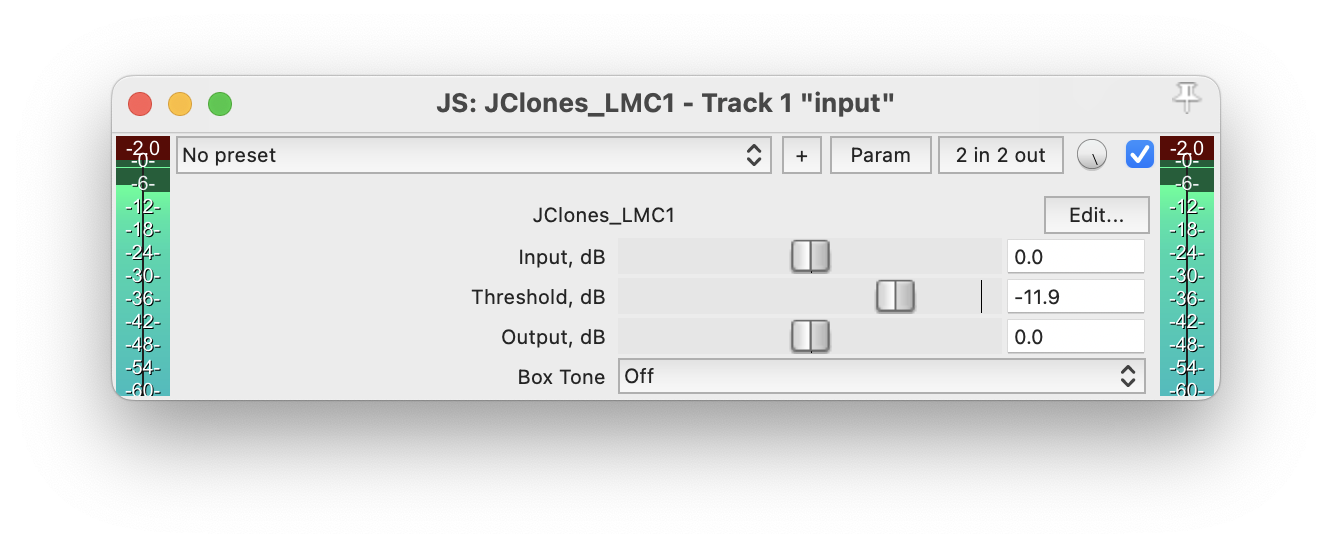 JS: JClones_LMC1 - Track 1 "input"
-2.0 No preset + Param 2 in 2 out -2.0
-0- -0-
-6- -6-
-12- -12-
JClones_LMC1 Edit...
-18- -18-
-24- Input, dB 0.0 -24-
-30- -30-
-36- Threshold, dB -11.9 -36-
-42- -42-
-48- Output, dB 0.0 -48-
-54- -54-
Box Tone Off
-60- -60-